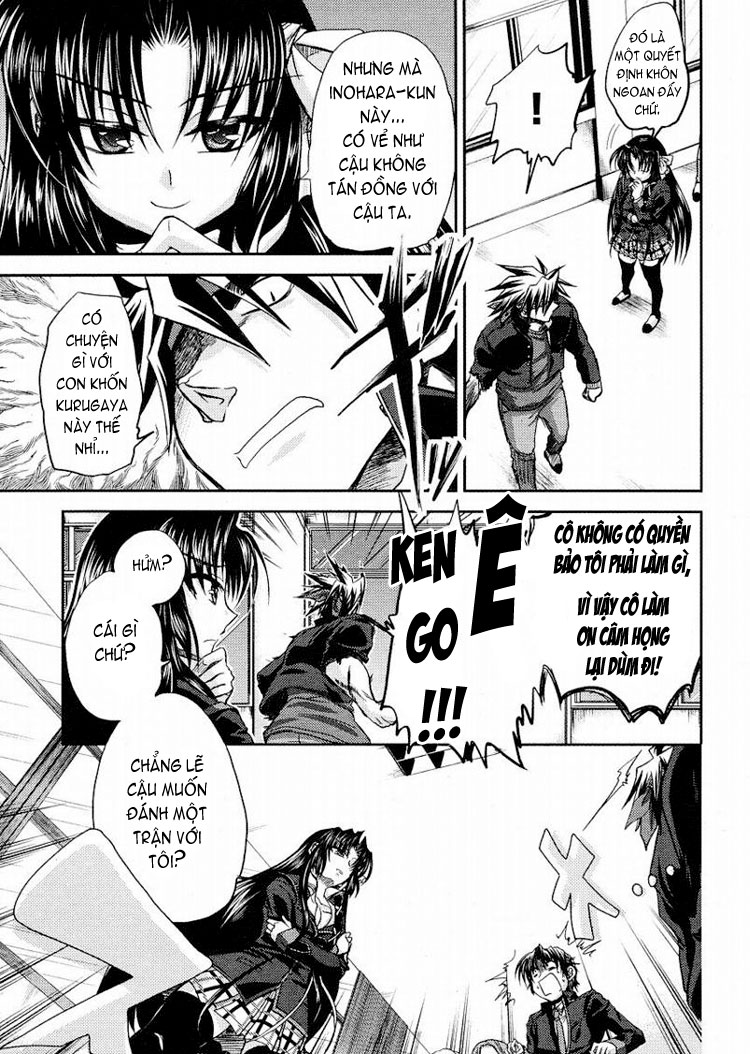 ĐÓ LÀ
MỘT QUYẾT
ĐỊNH KHÔN
NGOAN ĐẤY
CHỨ.
!
NHƯNG MÀ
INOHARA-KUN
NÀY...
CÓ VẺ NHƯ
CẬU KHÔNG
TÁN ĐỒNG VỚI
CẬU TA.
CÓ
CHUYỆN
GÌ VỚI
CON KHỐN
KURUGAYA
NÀY THẾ
NHỈ...
CÔ KHÔNG CÓ QUYỀN
BẢO TÔI PHẢI LÀM GÌ,
VÌ VẬY CÔ LÀM
ƠN CÂM HỌNG
LẠI DÙM ĐI!
Ê
KEN
GO
!!!
HỬM?
CÁI GÌ
CHỨ?
CHẲNG LẼ
CẬU MUỐN
ĐÁNH MỘT
TRẬN VỚI
TÔI?